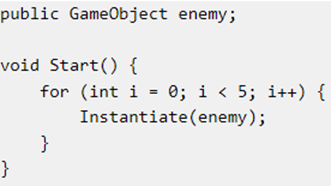 public GameObject enemy;

void Start() {
    for (int i = 0; i < 5; i++) {
        Instantiate(enemy);
    }
}